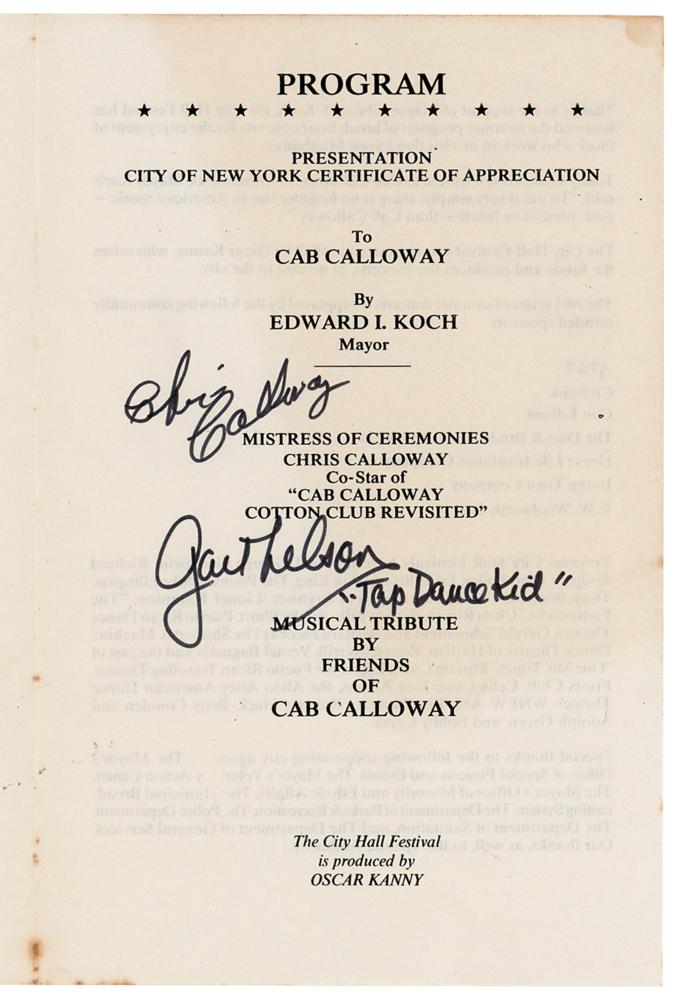 PROGRAM
★ ★ ★ ★ ★ ★ ★ ★ ★ ★
PRESENTATION
CITY OF NEW YORK CERTIFICATE OF APPRECIATION
To
CAB CALLOWAY
By
EDWARD I. KOCH
Mayor
Chris
Calloway
MISTRESS OF CEREMONIES
CHRIS CALLOWAY
Co-Star of
“CAB CALLOWAY
COTTON CLUB REVISITED”
Gail Nelson
"Tap Dance Kid"
MUSICAL TRIBUTE
BY
FRIENDS
OF
CAB CALLOWAY
The City Hall Festival
is produced by
OSCAR KANNY